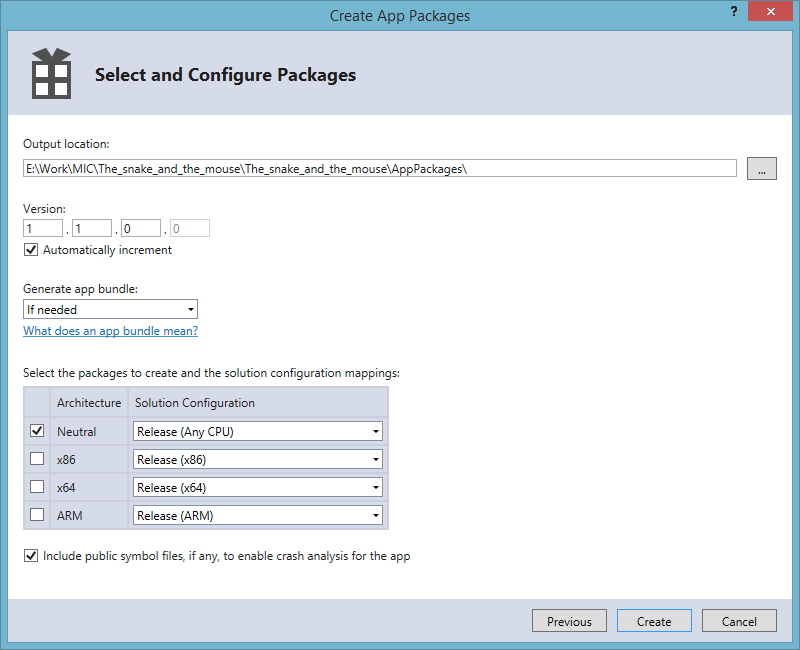 Create App Packages
?
Select and Configure Packages
Output location:
E:\Work\MIC\The_snake_and_the_mouse\The_snake_and_the_mouse\AppPackages\
...
Version:
1 . 1 . 0 . 0
Automatically increment
Generate app bundle:
If needed
What does an app bundle mean?
Select the packages to create and the solution configuration mappings:
Architecture Solution Configuration
Neutral Release (Any CPU)
x86 Release (x86)
x64 Release (x64)
ARM Release (ARM)
Include public symbol files, if any, to enable crash analysis for the app
Previous Create Cancel